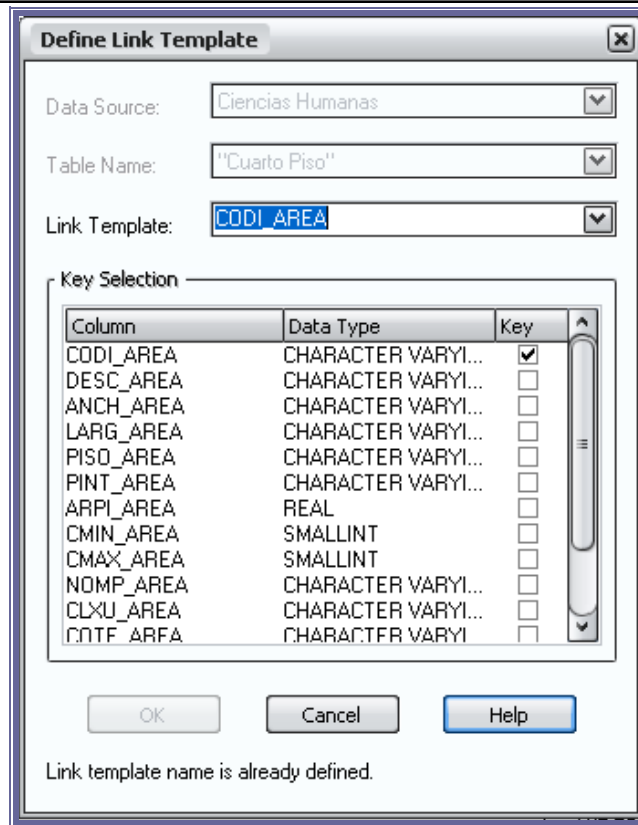 Define Link Template
Data Source: Ciencias Humanas
Table Name: "Cuarto Piso"
Link Template: CODI_AREA
Key Selection
Column Data Type Key
CODI_AREA CHARACTER VARYI...
DESC_AREA CHARACTER VARYI...
ANCH_AREA CHARACTER VARYI...
LARG_AREA CHARACTER VARYI...
PISO_AREA CHARACTER VARYI...
PINT_AREA CHARACTER VARYI...
ARPI_AREA REAL
CMIN_AREA SMALLINT
CMAX_AREA SMALLINT
NOMP_AREA CHARACTER VARYI...
CLXU_AREA CHARACTER VARYI...
COTE_AREA CHARACTER VARYI
OK Cancel Help
Link template name is already defined.